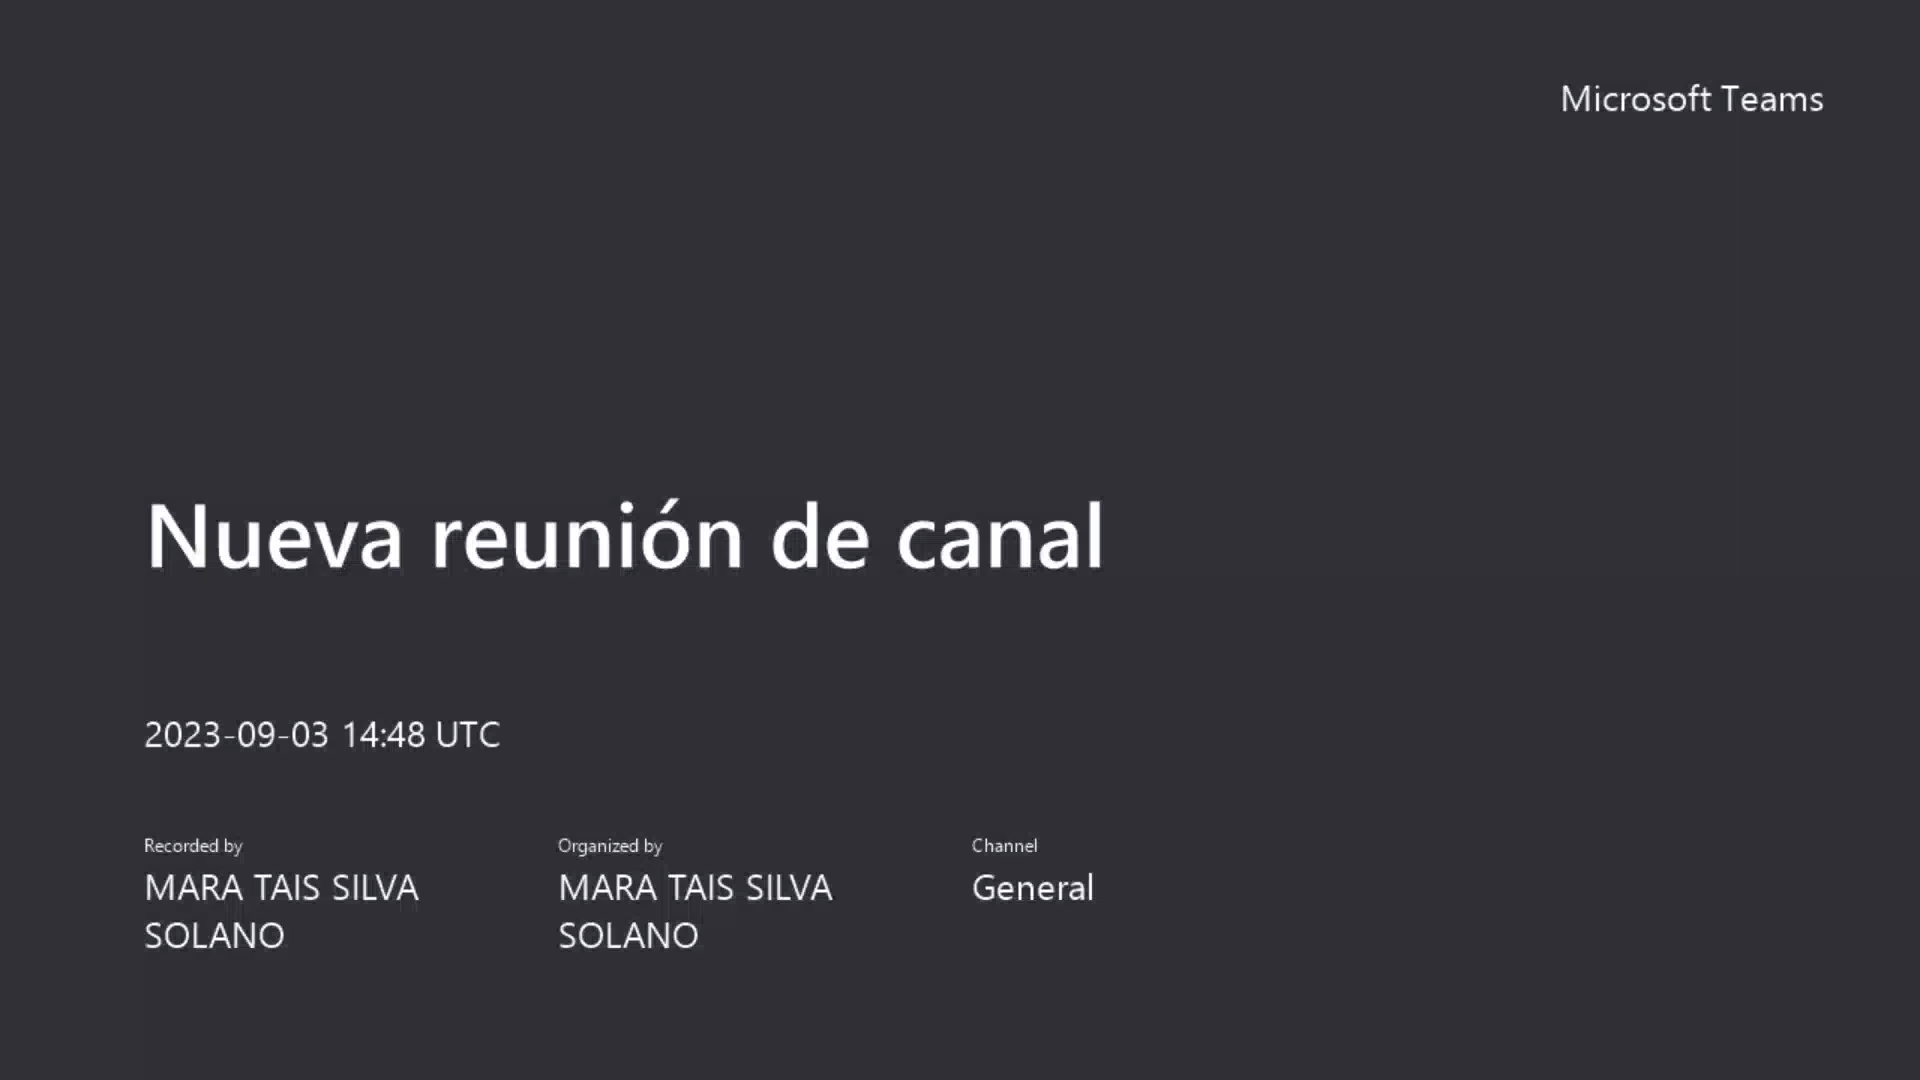 Microsoft Teams
Nueva reunión de canal
2023-09-03 14:48 UTC
Recorded by
MARA TAIS SILVA
SOLANO
Organized by
MARA TAIS SILVA
SOLANO
Channel
General